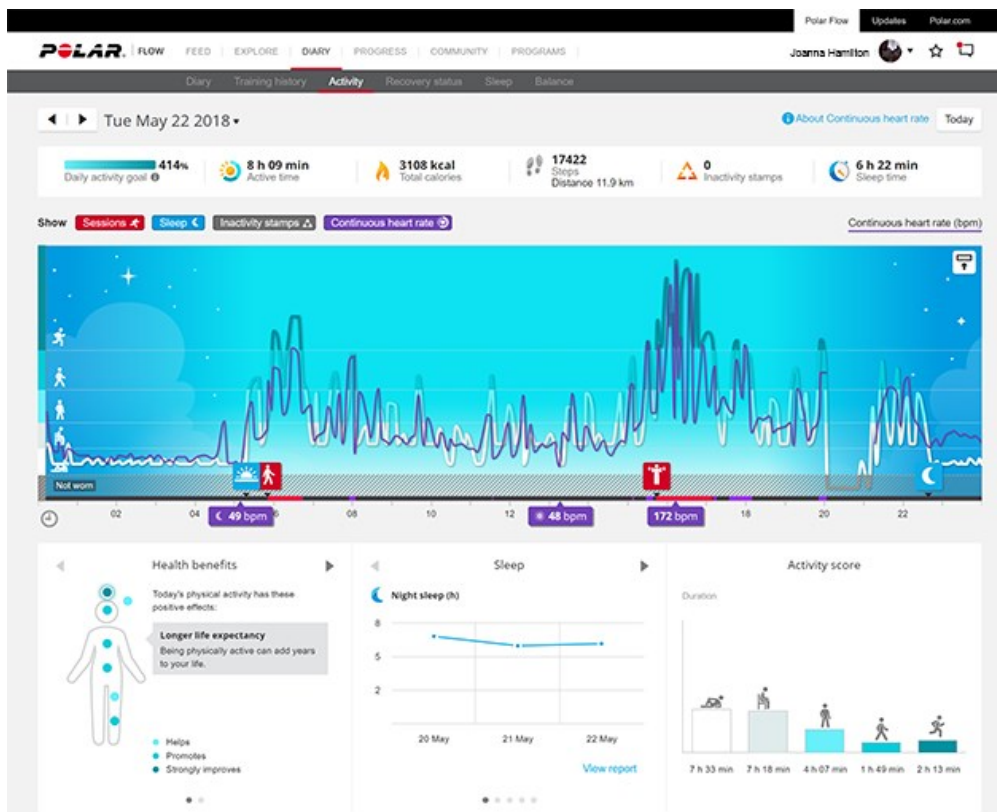 Polar Flow Updates Polar.com
POLAR. FLOW FEED EXPLORE DIARY PROGRESS COMMUNITY PROGRAMS Joanna Hamilton
Diary Training history Activity Recovery status Sleep Balance
Tue May 22 2018 About Continuous heart rate Today
414% 8 h 09 min 3108 kcal 17422 0 6 h 22 min
Daily activity goal Active time Total calories Steps Inactivity stamps Sleep time
Distance 11.9 km
Show Sessions Sleep Inactivity stamps Continuous heart rate Continuous heart rate (bpm)
Not worn
02 04 6 08 10 12 18 20 22
49 bpm 48 bpm 172 bpm
Health benefits Sleep Activity score
Today's physical activity has these
positive effects:
Longer life expectancy
Being physically active can add years
to your life.
Helps
Promotes
Strongly improves
Night sleep (h)
8
5
2
20 May 21 May 22 May
View report
Duration
7 h 33 min 7 h 18 min 4 h 07 min 1 h 49 min 2 h 13 min